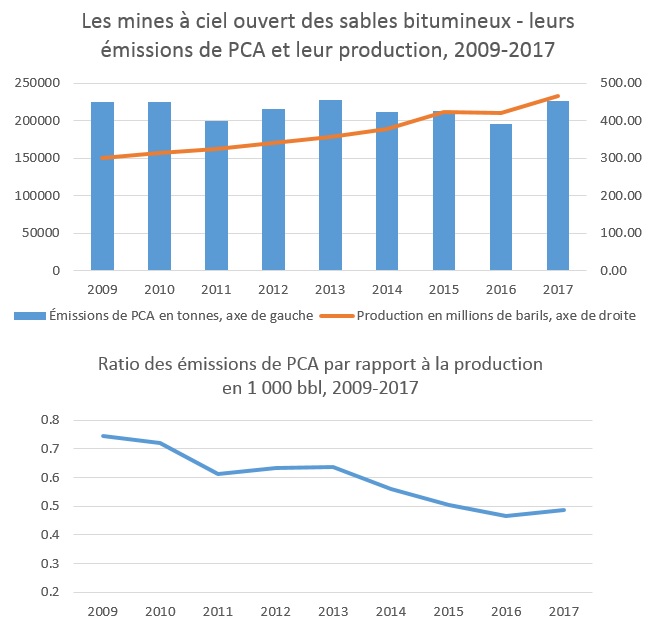 Les mines à ciel ouvert des sables bitumineux - leurs
émissions de PCA et leur production, 2009-2017
250000 500.00
200000 400.00
150000 300.00
100000 200.00
50000 100.00
0 0.00
2009 2010 2011 2012 2013 2014 2015 2016 2017
Émissions de PCA en tonnes, axe de gauche Production en millions de barils, axe de droite
Ratio des émissions de PCA par rapport à la production
en 1 000 bbl, 2009-2017
0.8
0.7
0.6
0.5
0.4
0.3
0.2
2009 2010 2011 2012 2013 2014 2015 2016 2017